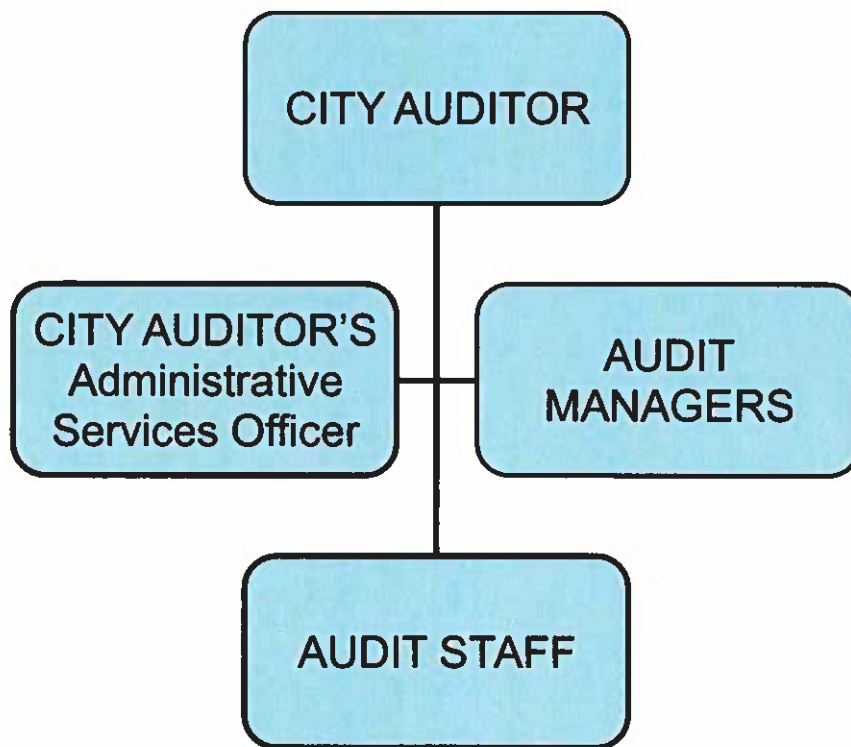 CITY AUDITOR
CITY AUDITOR'S
Administrative
Services Officer
AUDIT
MANAGERS
AUDIT STAFF